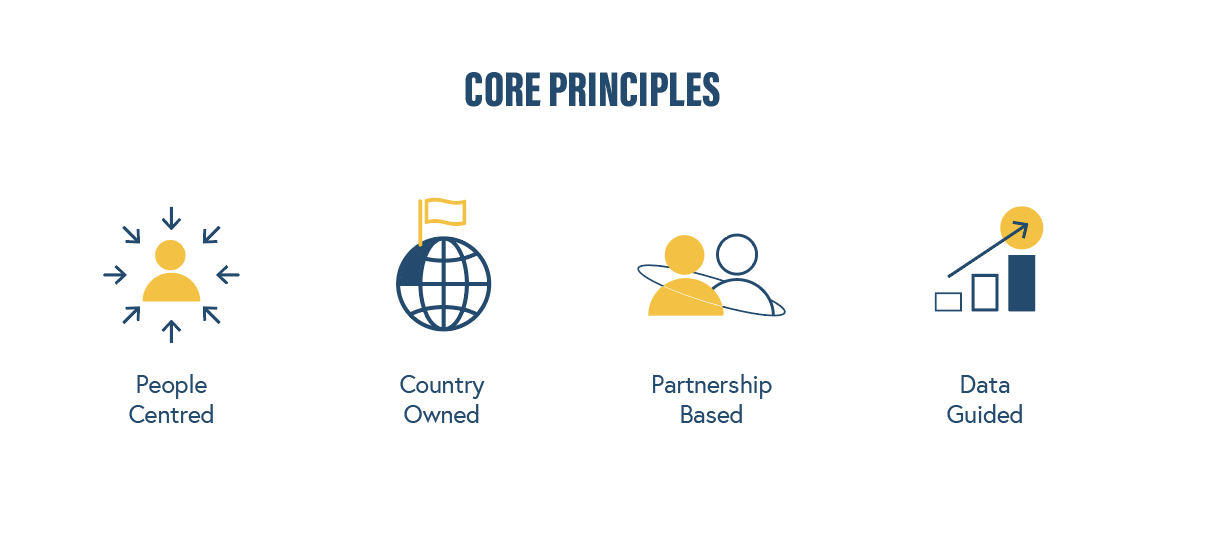 CORE PRINCIPLES
People
Centred
Country
Owned
Partnership
Based
Data
Guided